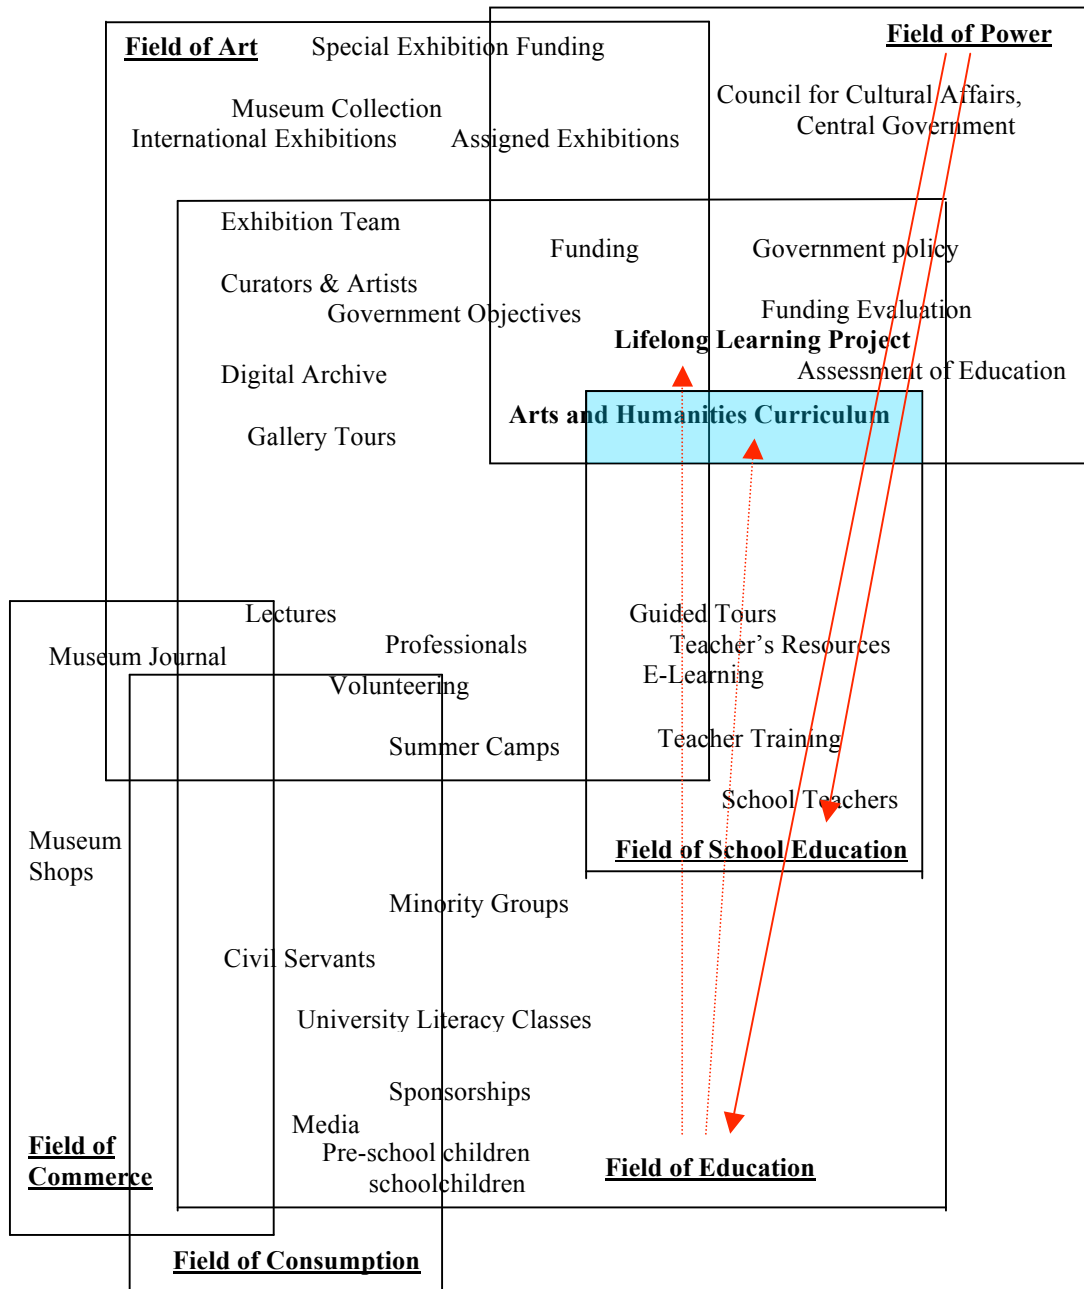 Field of Art
Special Exhibition Funding
Field of Power
Museum Collection
Council for Cultural Affairs,
Central Government
International Exhibitions
Assigned Exhibitions
Exhibition Team
Funding
Government policy
Curators & Artists
Government Objectives
Funding Evaluation
Lifelong Learning Project
Digital Archive
Assessment of Education
Arts and Humanities Curriculum
Gallery Tours
Lectures
Guided Tours
Professionals
Teacher's Resources
Museum Journal
E-Learning
Volunteering
Summer Camps
Teacher Training
School Teachers
Museum
Shops
Field of School Education
Minority Groups
Civil Servants
University Literacy Classes
Sponsorships
Media
Pre-school children
schoolchildren
Field of
Commerce
Field of Education
Field of Consumption